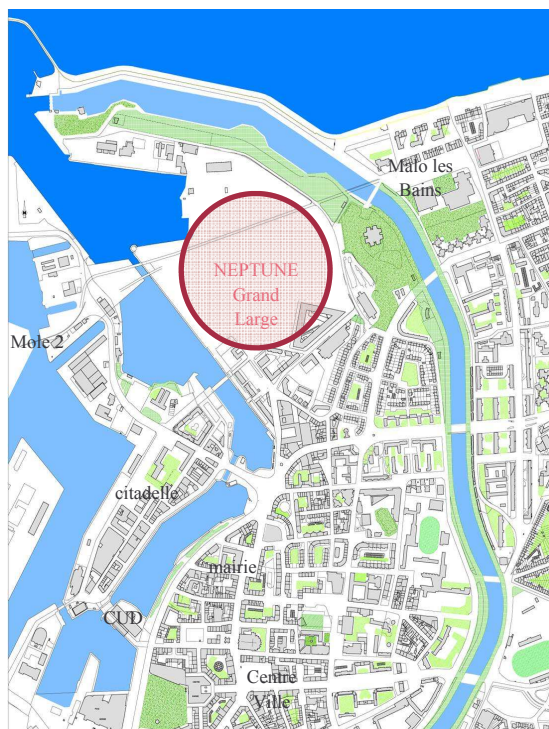 Malo les
Bains
NEPTUNE
Grand
Large
Mole 2
citadelle
mairie
CUD
Centre
Ville